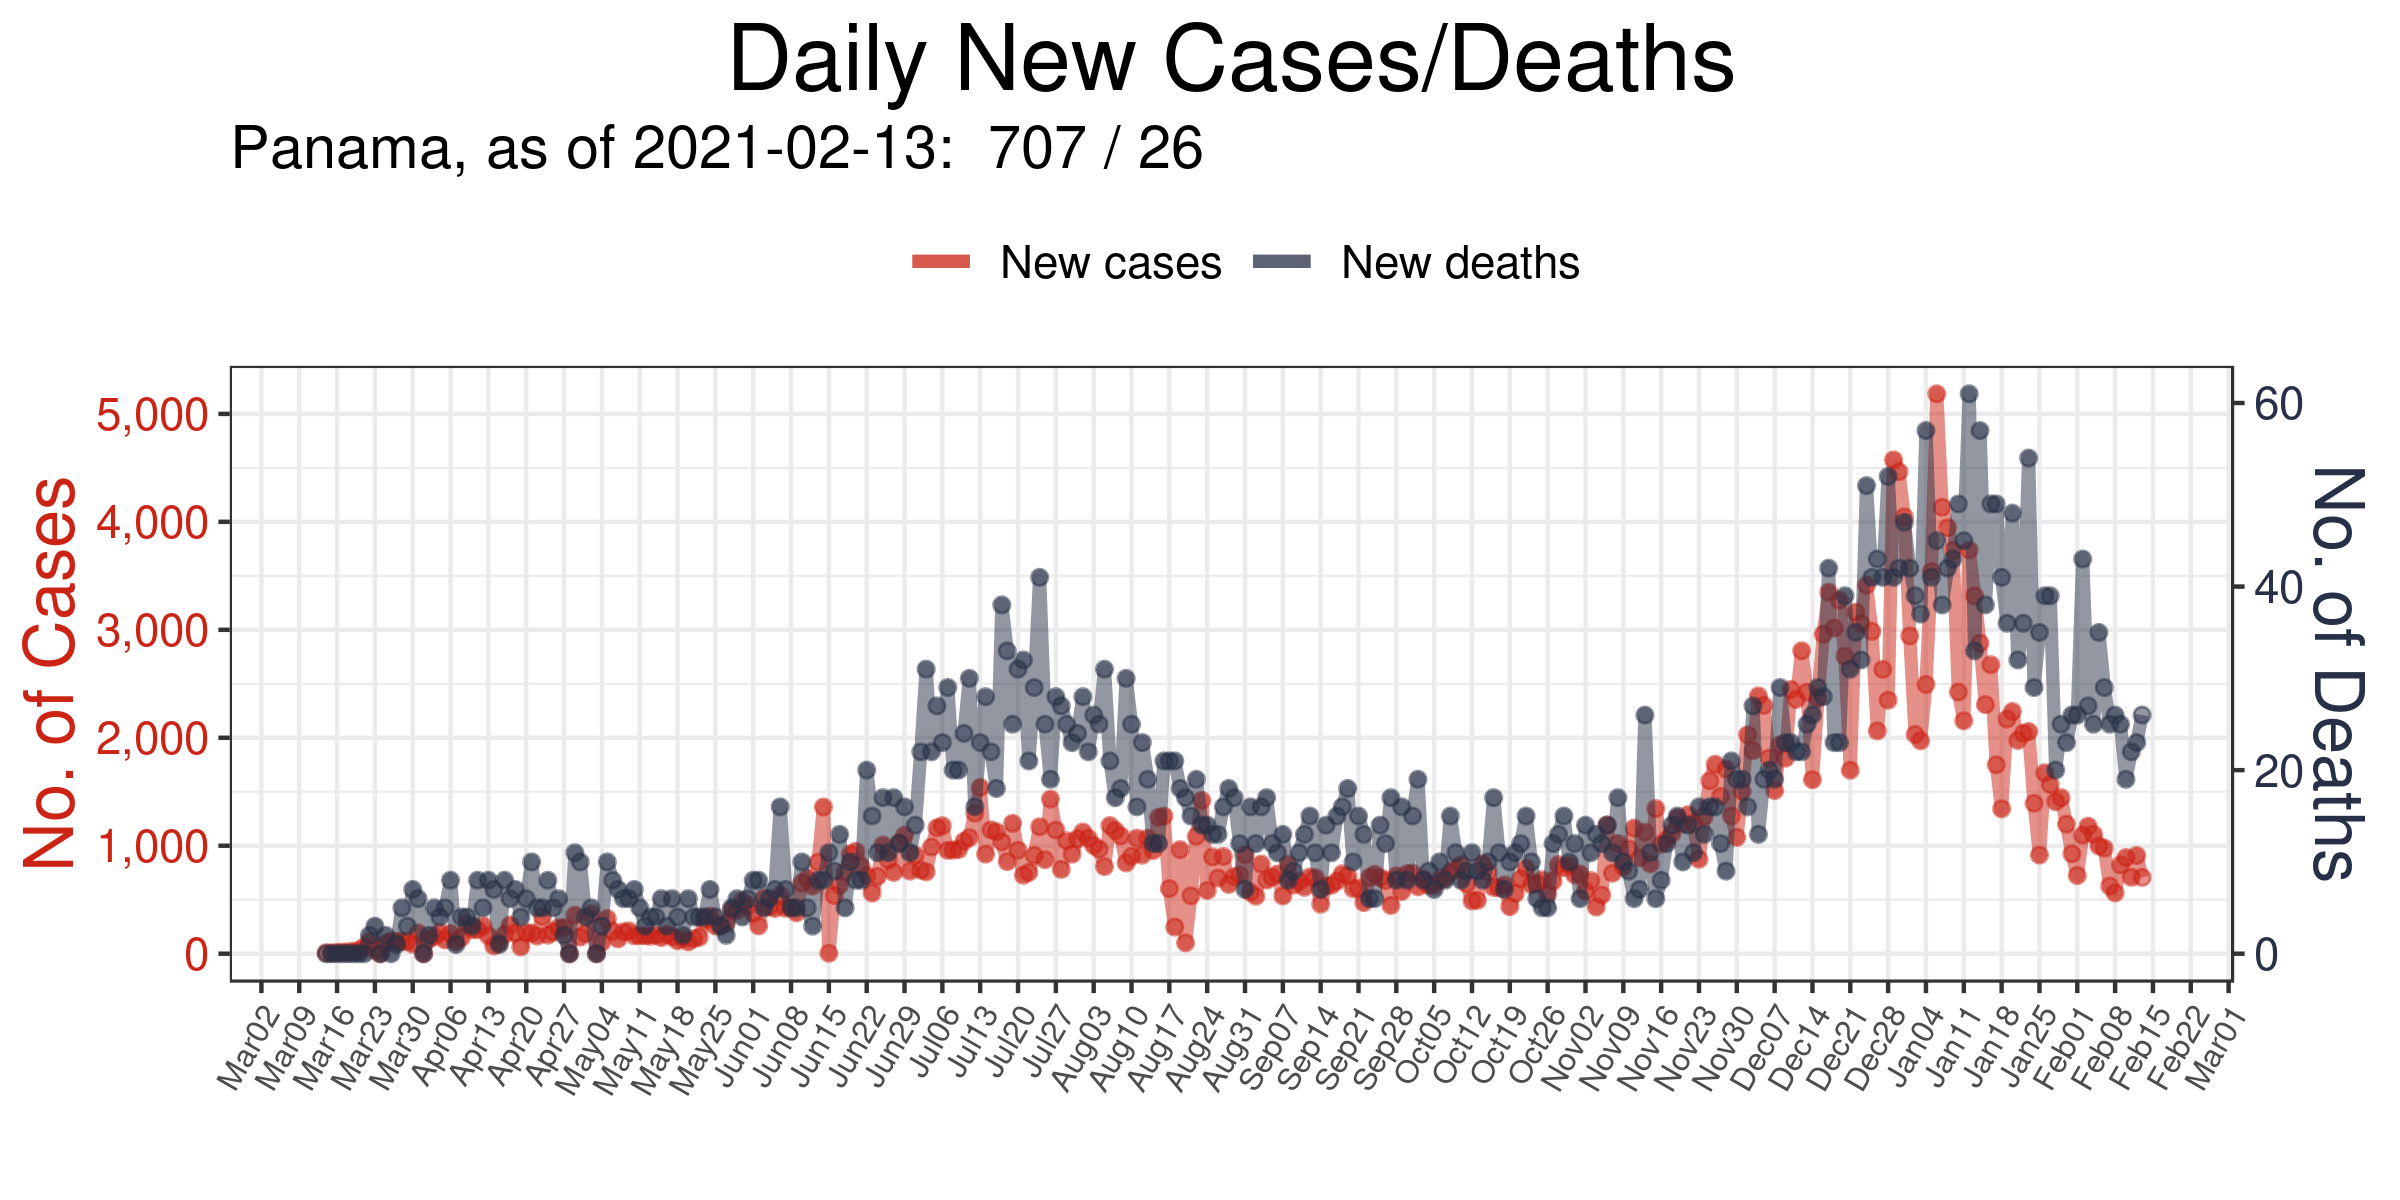 Daily New Cases/Deaths
Panama, as of 2021-02-13:  707 / 26
New cases
New deaths
No. of Cases
5,000
4,000
3,000
2,000
1,000
0
60
40
20
0
No. of Deaths
Mar02
Mar09
Mar16
Mar23
Mar30
Apr06
Apr13
Apr20
Apr27
May04
May11
May18
May25
Jun01
Jun08
Jun15
Jun22
Jun29
Jul06
Jul13
Jul20
Jul27
Aug03
Aug10
Aug17
Aug24
Aug31
Sep07
Sep14
Sep21
Sep28
Oct05
Oct12
Oct19
Oct26
Nov02
Nov09
Nov16
Nov23
Nov30
Dec07
Dec14
Dec21
Dec28
Jan04
Jan11
Jan18
Jan25
Feb01
Feb08
Feb15
Feb22
Mar01